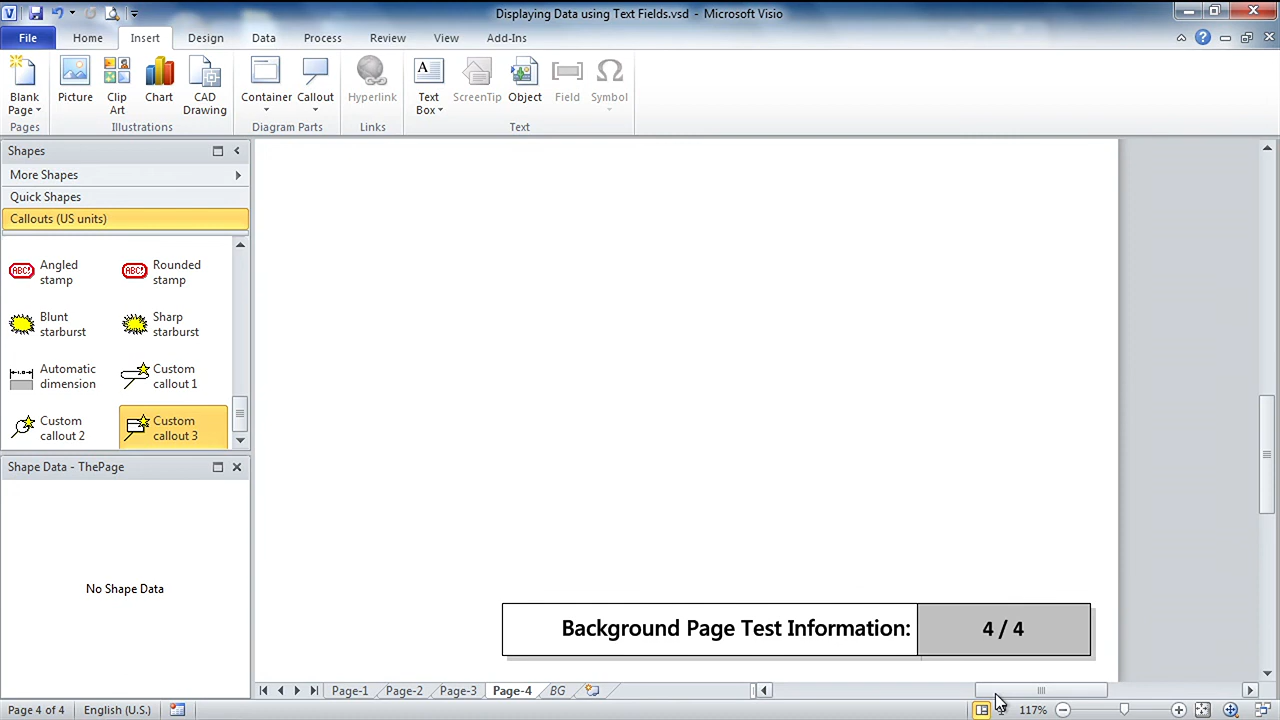 Displaying Data using Text Fields.vsd - Microsoft Visio
File Home Insert Design Data Process Review View Add-Ins
Blank Page Picture Clip Art Chart CAD Drawing Container Callout Hyperlink Text Box ScreenTip Object Field Symbol
Pages Illustrations Diagram Parts Links Text
Shapes
More Shapes
Quick Shapes
Callouts (US units)
ABC! Angled stamp ABC! Rounded stamp
Blunt starburst Sharp starburst
Automatic dimension Custom callout 1
Custom callout 2 Custom callout 3
Shape Data - ThePage
No Shape Data
Background Page Test Information: 4 / 4
Page-1 Page-2 Page-3 Page-4 BG
Page 4 of 4 English (U.S.) 117%